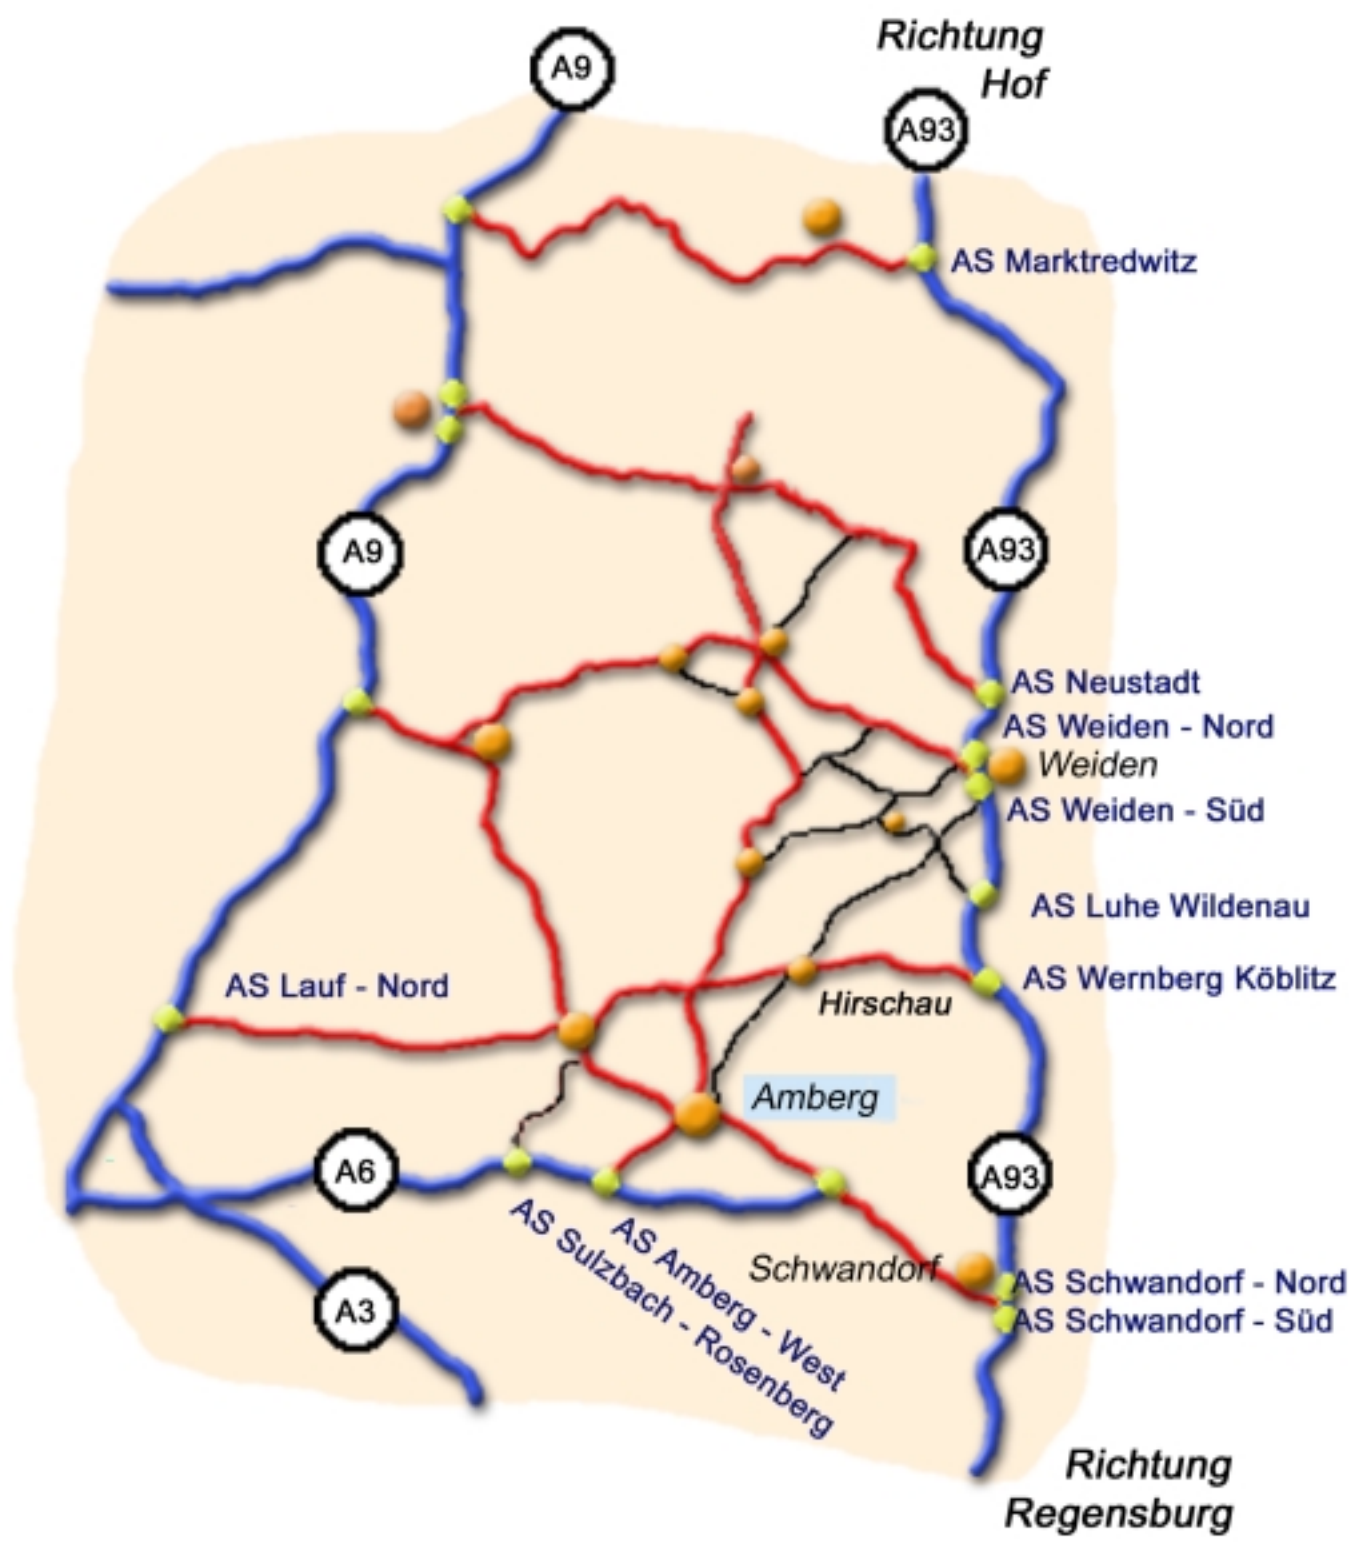 Richtung
Hof
A9
A93
AS Marktredwitz
A9
A93
AS Neustadt
AS Weiden - Nord
Weiden
AS Weiden - Süd
AS Luhe Wildenau
AS Wernberg Köblitz
AS Lauf - Nord
Hirschau
Amberg
A6
A93
AS Amberg - West
AS Sulzbach - Rosenberg
Schwandorf
AS Schwandorf - Nord
AS Schwandorf - Süd
A3
Richtung
Regensburg